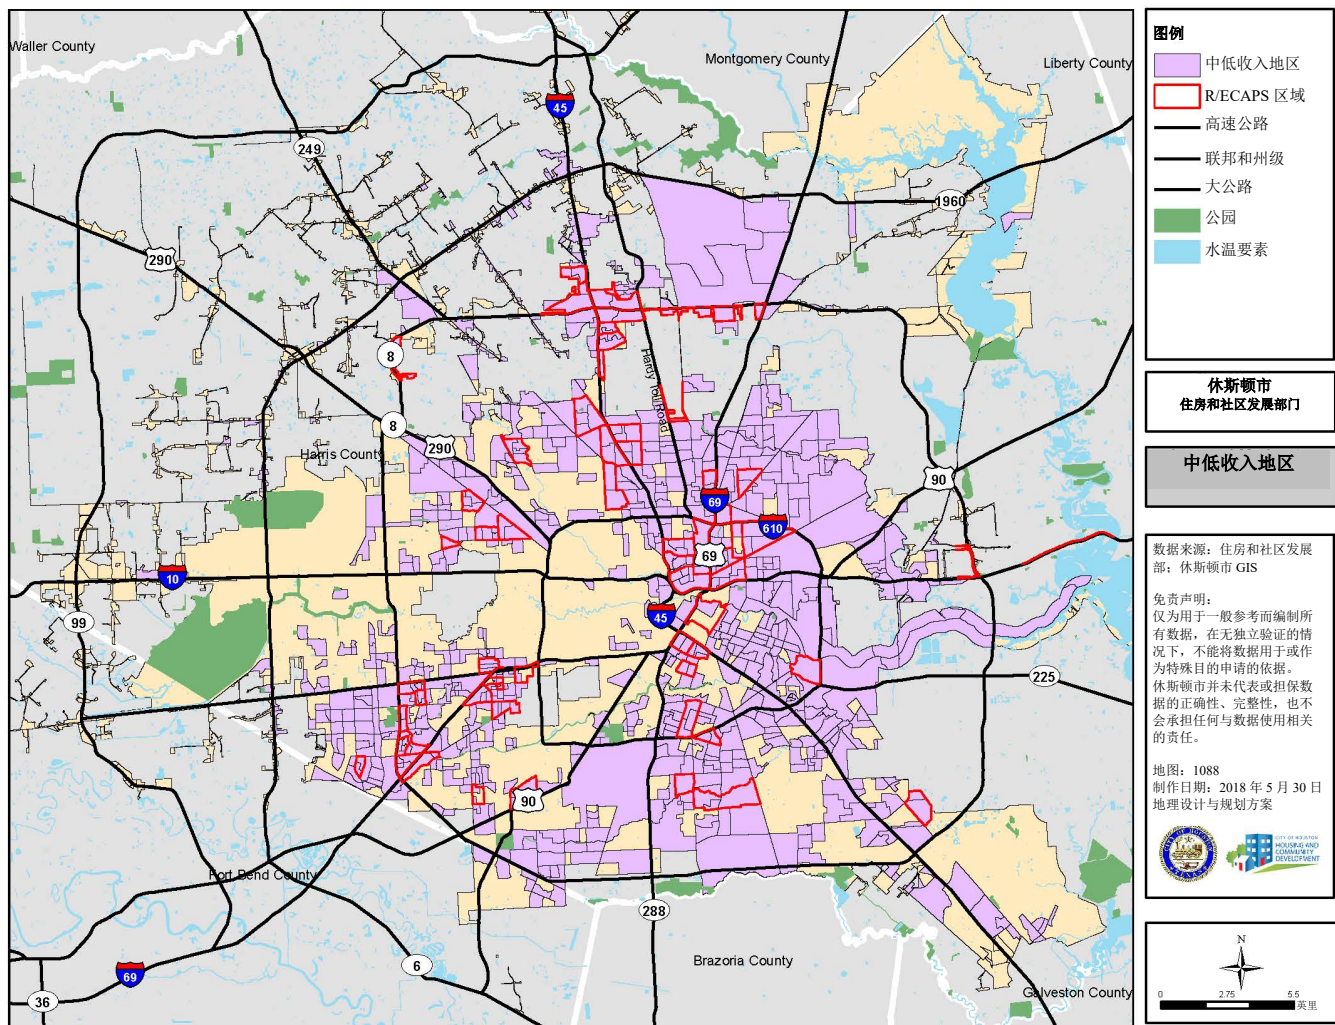 Waller County
Montgomery County
Liberty County
45
249
1960
290
8
Hardy Toll Road
8
290
Harris County
90
69
610
69
10
45
99
225
90
Fort Bend County
288
6
69
36
Brazoria County
Galveston County
图例
中低收入地区
R/ECAPS 区域
高速公路
联邦和州级
大公路
公园
水温要素
休斯顿市
住房和社区发展部门
中低收入地区
数据来源：住房和社区发展
部；休斯顿市 GIS
免责声明：
仅为用于一般参考而编制所
有数据，在无独立验证的情
况下，不能将数据用于或作
为特殊目的申请的依据。
休斯顿市并未代表或担保数
据的正确性、完整性，也不
会承担任何与数据使用相关
的责任。
地图：1088
制作日期：2018 年 5 月 30 日
地理设计与规划方案
CITY OF HOUSTON
HOUSING AND
COMMUNITY
DEVELOPMENT
N
0 2.75 5.5
英里